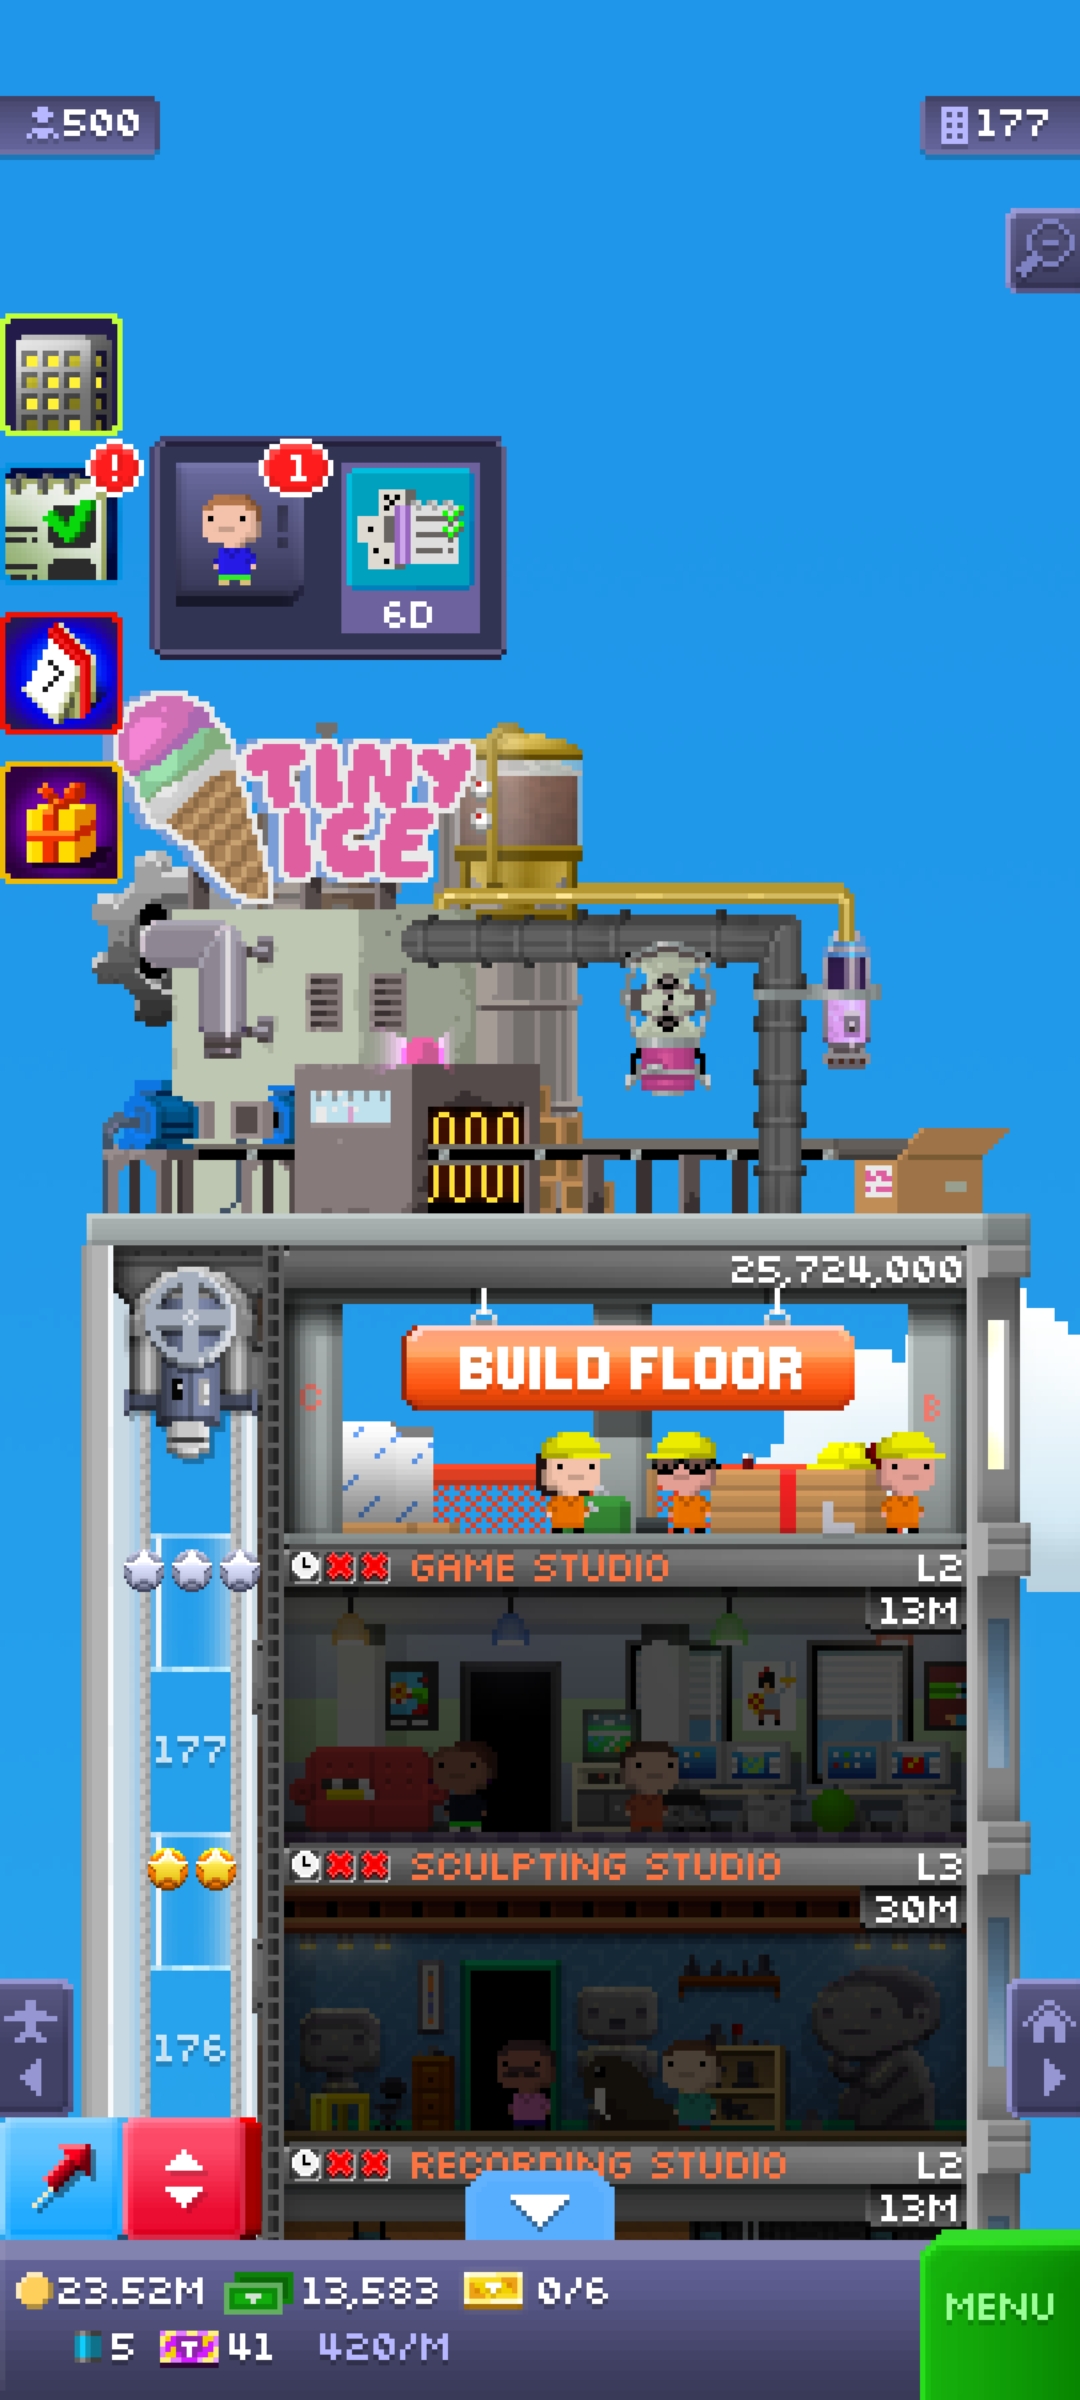 500
177
!
1
6D
7
TINY
ICE
25,724,000
BUILD FLOOR
C
B
GAME STUDIO
L2
13M
177
SCULPTING STUDIO
L3
30M
176
RECORDING STUDIO
L2
13M
23.52M
13,583
0/6
MENU
5
T
41
420/M